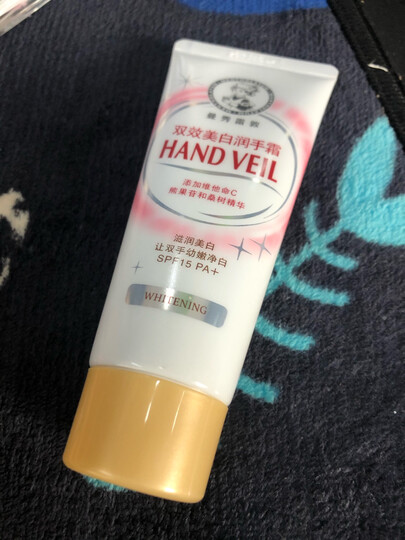 曼秀雷敦
双效美白润手霜
HAND VEIL
添加维他命C
熊果苷和桑树精华
滋润美白
让双手幼嫩净白
SPF15 PA+
WHITENING